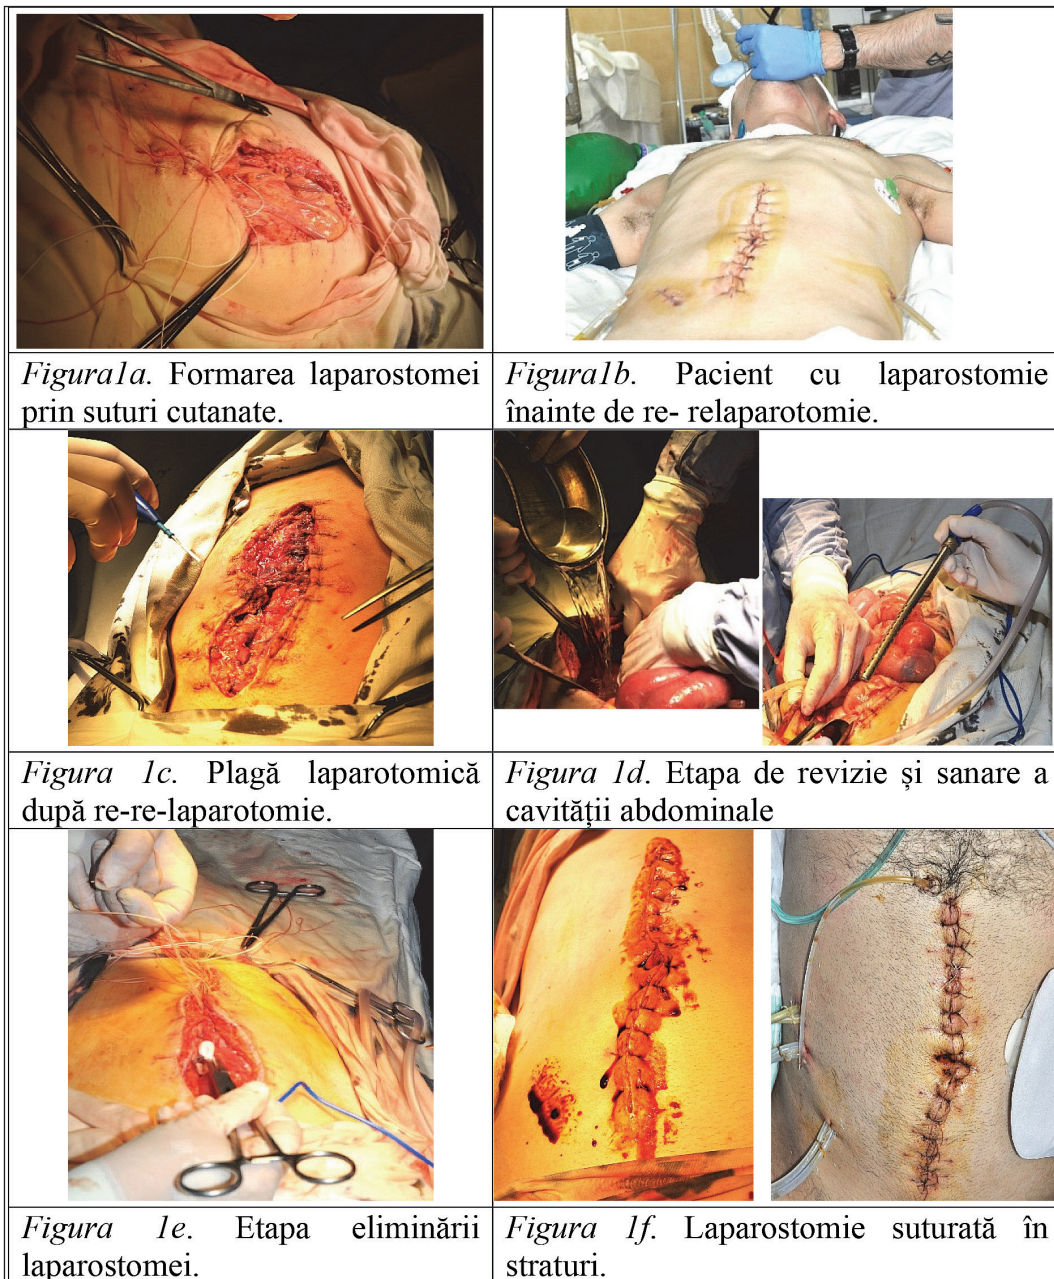 Figura1a. Formarea laparostomei
prin suturi cutanate.
Figura1b. Pacient cu laparostomie
înainte de re- relaparotomie.
Figura 1c. Plagă laparotomică
după re-re-laparotomie.
Figura 1d. Etapa de revizie și sanare a
cavității abdominale
Figura 1e. Etapa eliminării
laparostomei.
Figura 1f. Laparostomie suturată în
straturi.